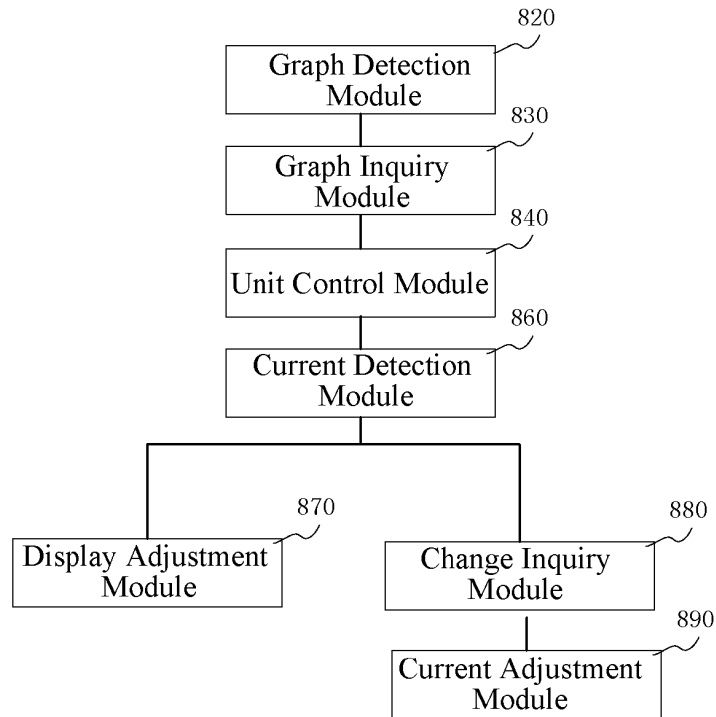 820
Graph Detection
Module
830
Graph Inquiry
Module
840
Unit Control Module
860
Current Detection
Module
870
Display Adjustment
Module
880
Change Inquiry
Module
890
Current Adjustment
Module